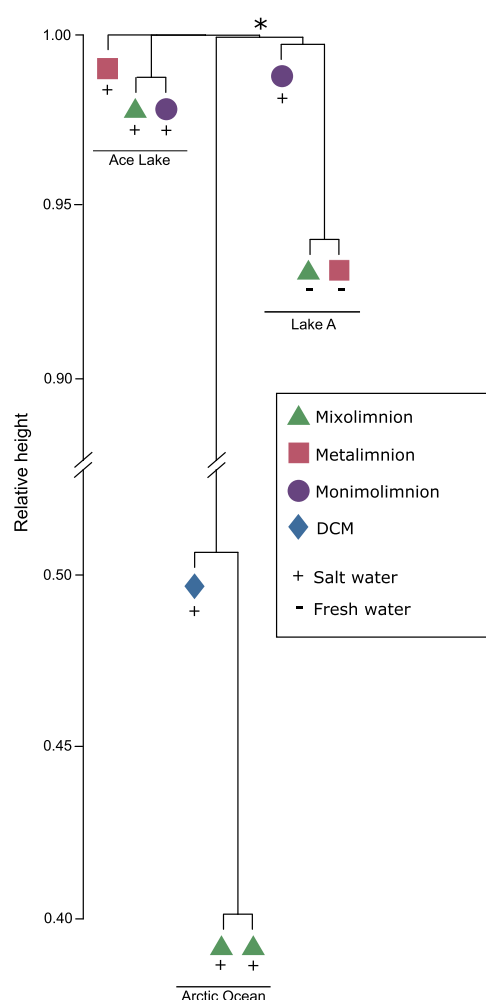 *
1.00
+
+ +
Ace Lake
+
0.95
- -
Lake A
0.90
Relative height
Mixolimnion
Metalimnion
Monimolimnion
DCM
+ Salt water
- Fresh water
0.50
+
0.45
0.40
+ +
Arctic Ocean